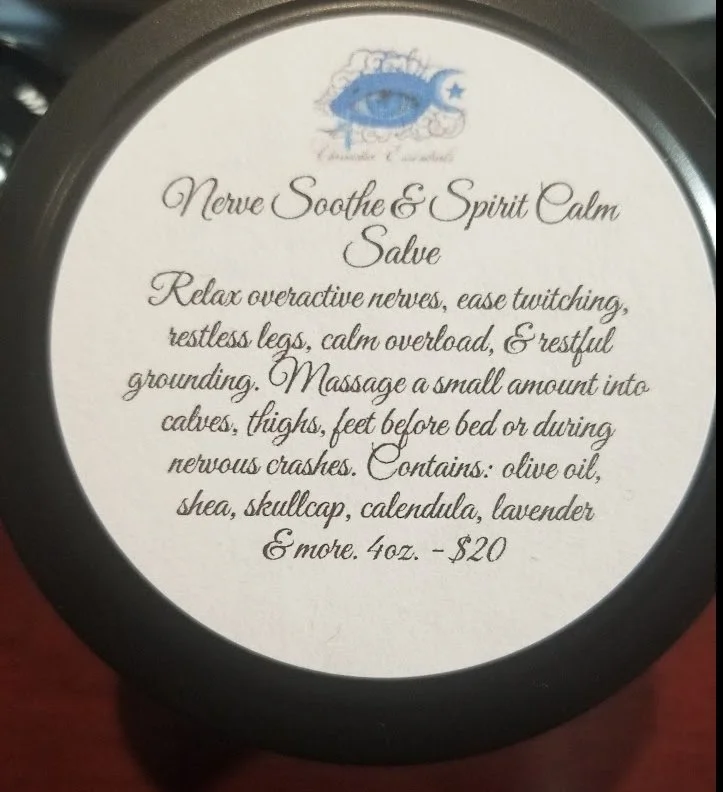 Nerve Soothe & Spirit Calm
Salve
Relax overactive nerves, ease twitching,
restless legs, calm overload, & restful
grounding. Massage a small amount into
calves, thighs, feet before bed or during
nervous crashes. Contains: olive oil,
shea, skullcap, calendula, lavender
& more. 4oz. - $20